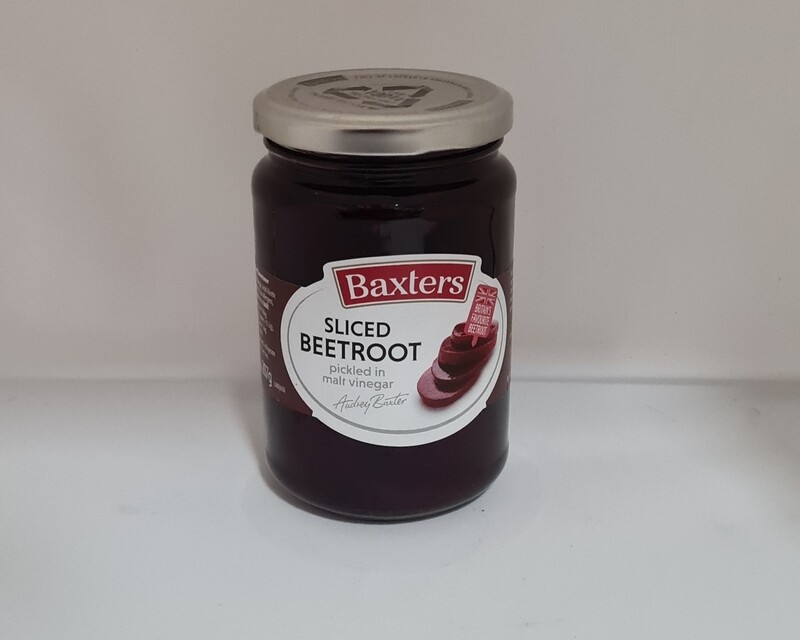 Baxters
SLICED
BEETROOT
pickled in
malt vinegar
Audrey Baxter
BRITAIN'S
FAVOURITE
BEETROOT